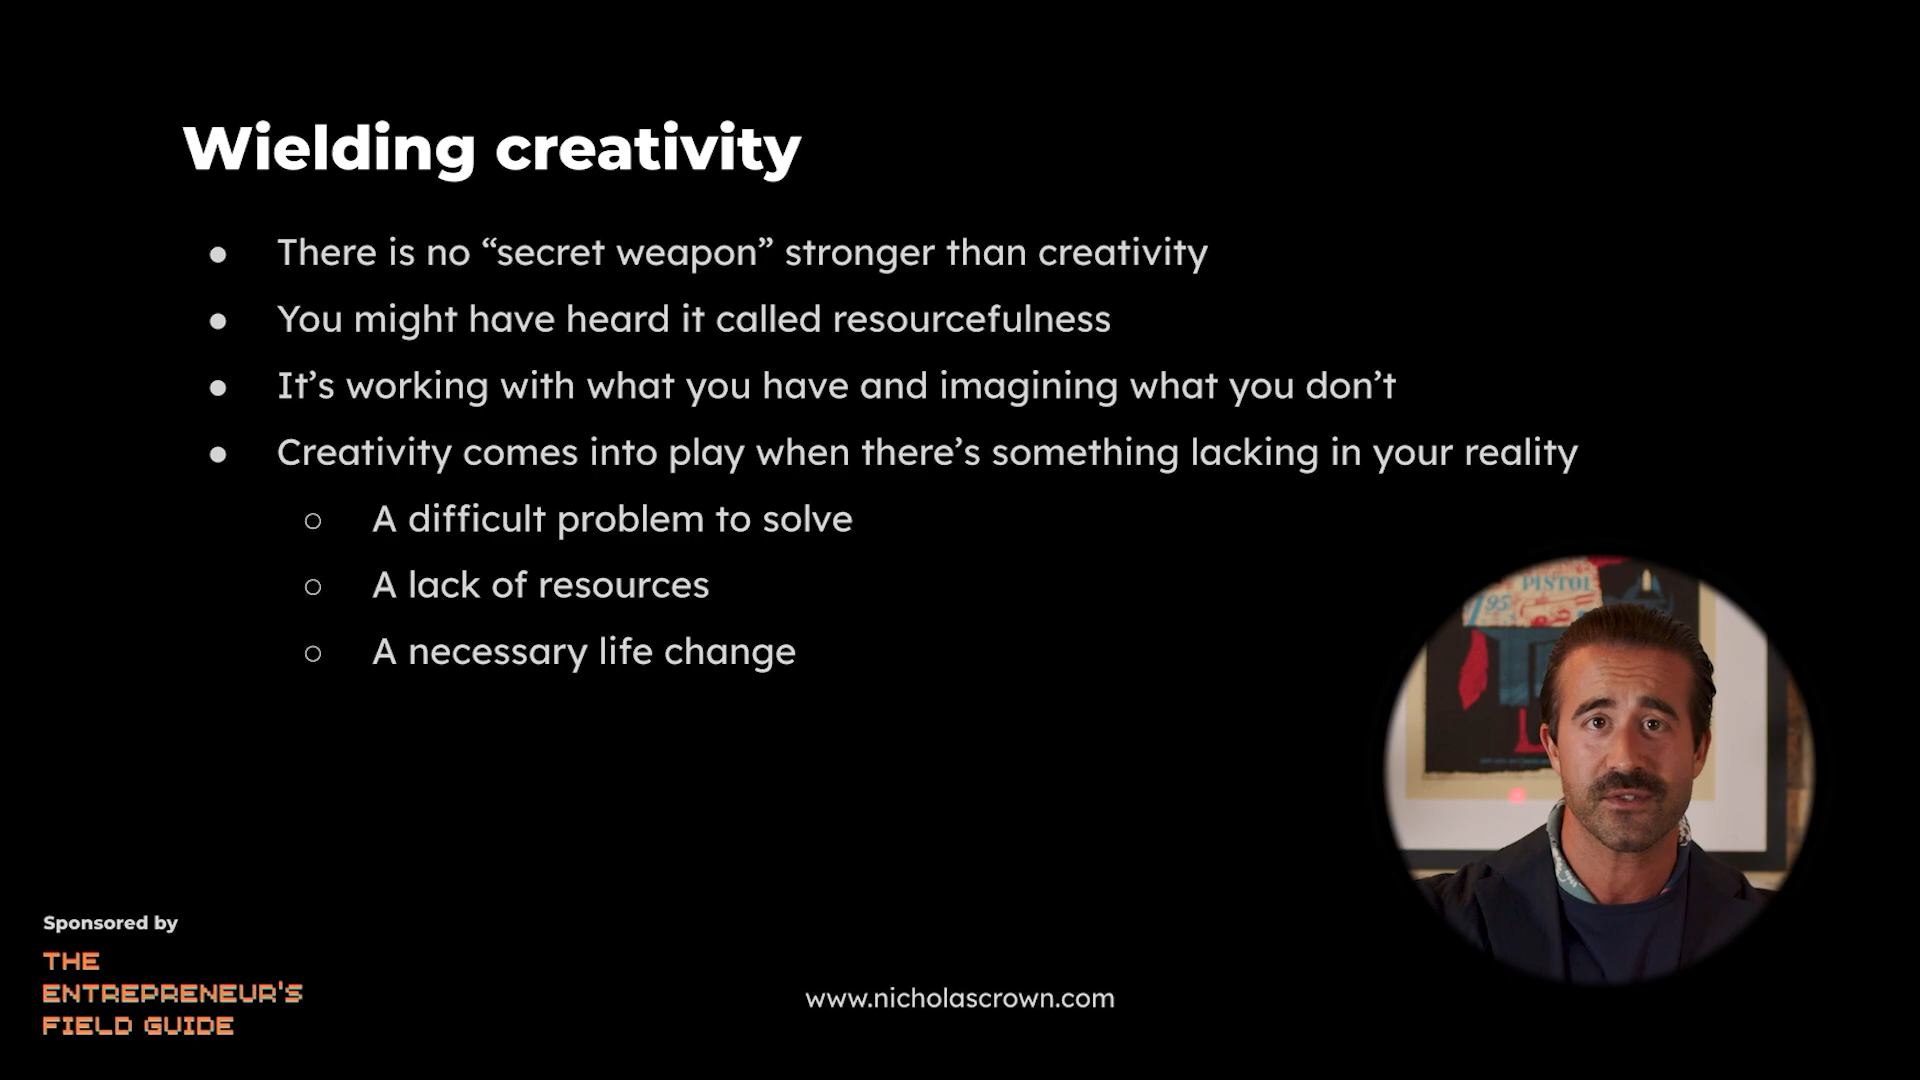 Wielding creativity
● There is no “secret weapon” stronger than creativity
● You might have heard it called resourcefulness
● It’s working with what you have and imagining what you don’t
● Creativity comes into play when there’s something lacking in your reality
○ A difficult problem to solve
○ A lack of resources
○ A necessary life change
PISTOL
95
Sponsored by
THE
ENTREPRENEUR'S
FIELD GUIDE
www.nicholascrown.com